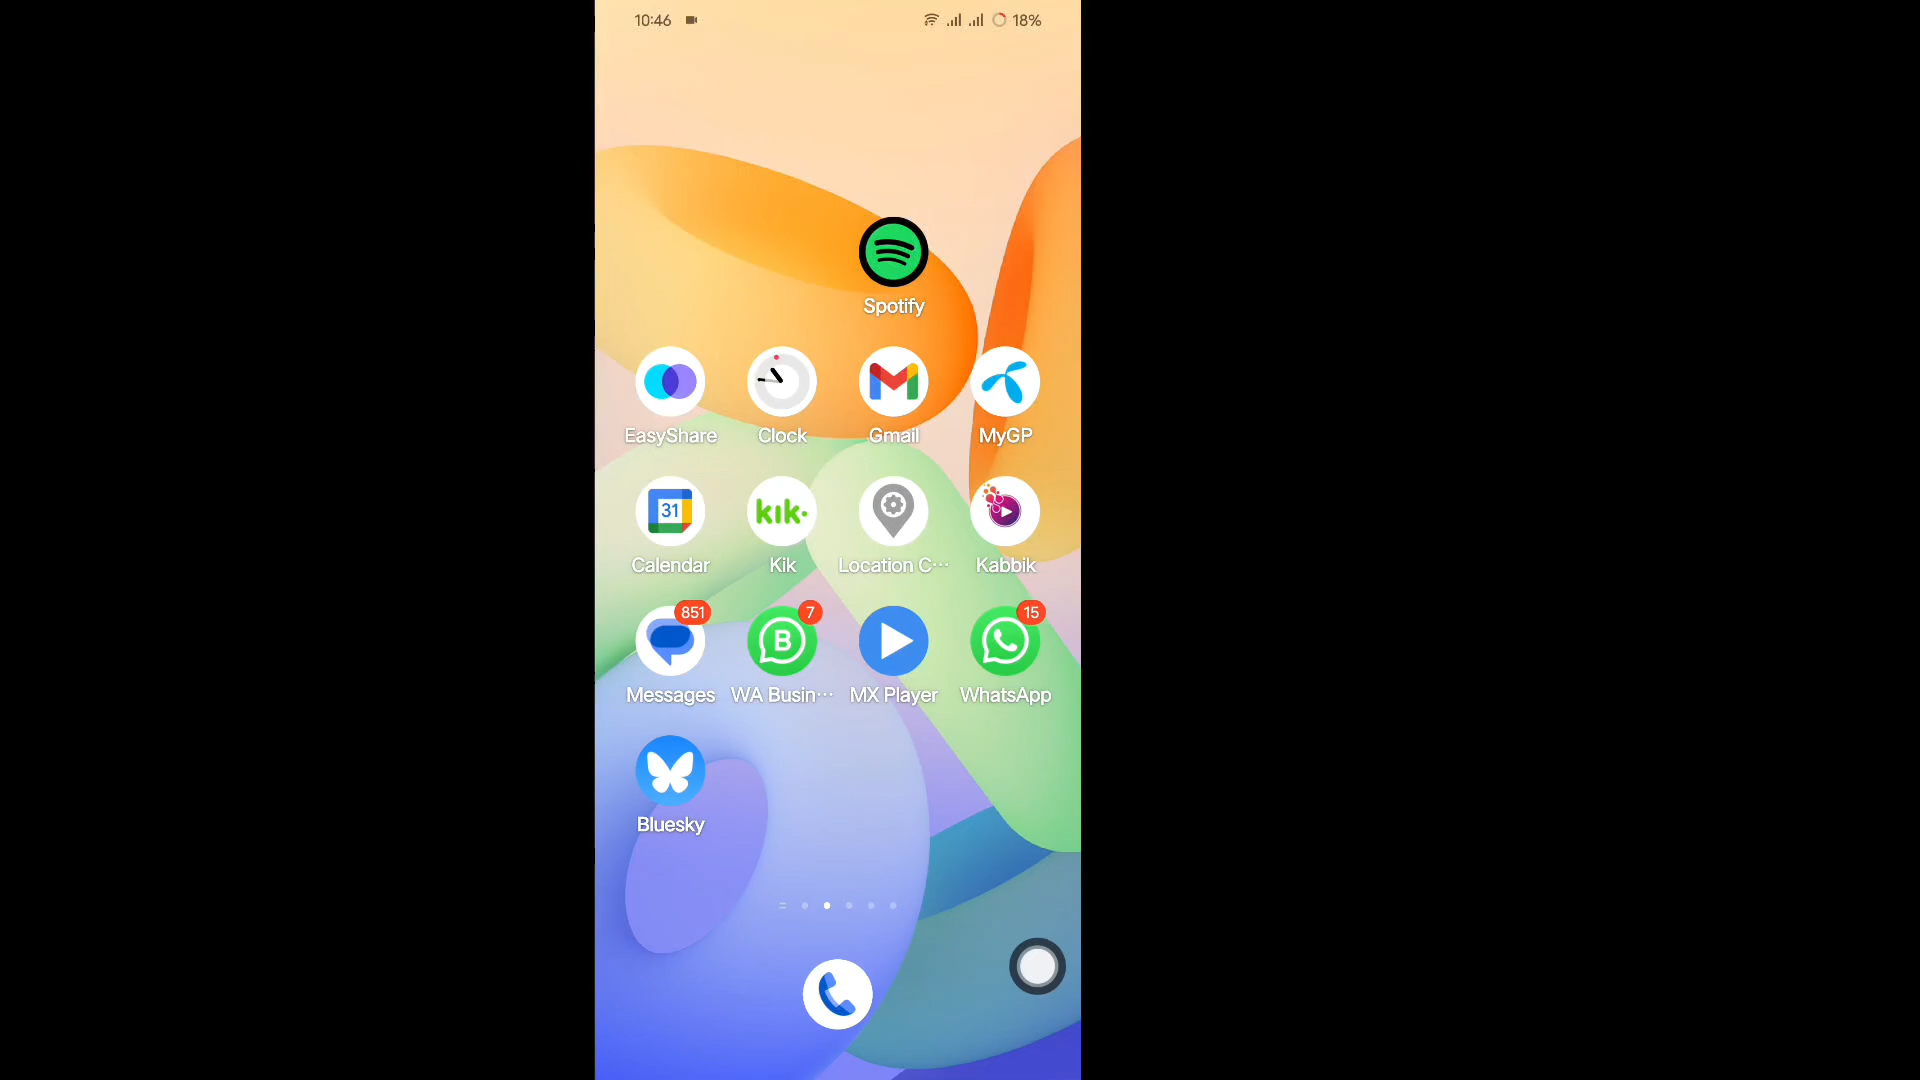 10:46 18%
Spotify
EasyShare Clock Gmail MyGP
31 kik.
Calendar Kik Location C··· Kabbik
851 7 15
B
Messages WA Busin··· MX Player WhatsApp
Bluesky